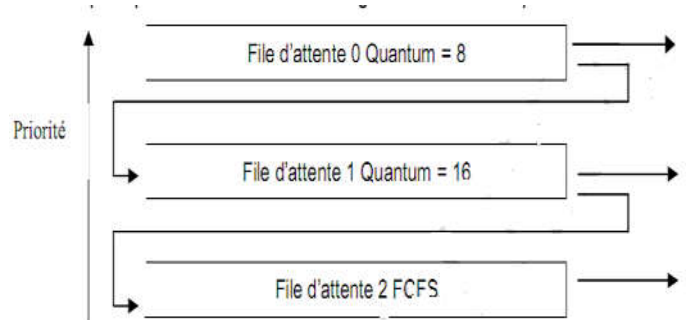 File d'attente 0 Quantum = 8
Priorité
File d'attente 1 Quantum = 16
File d'attente 2 FCFS